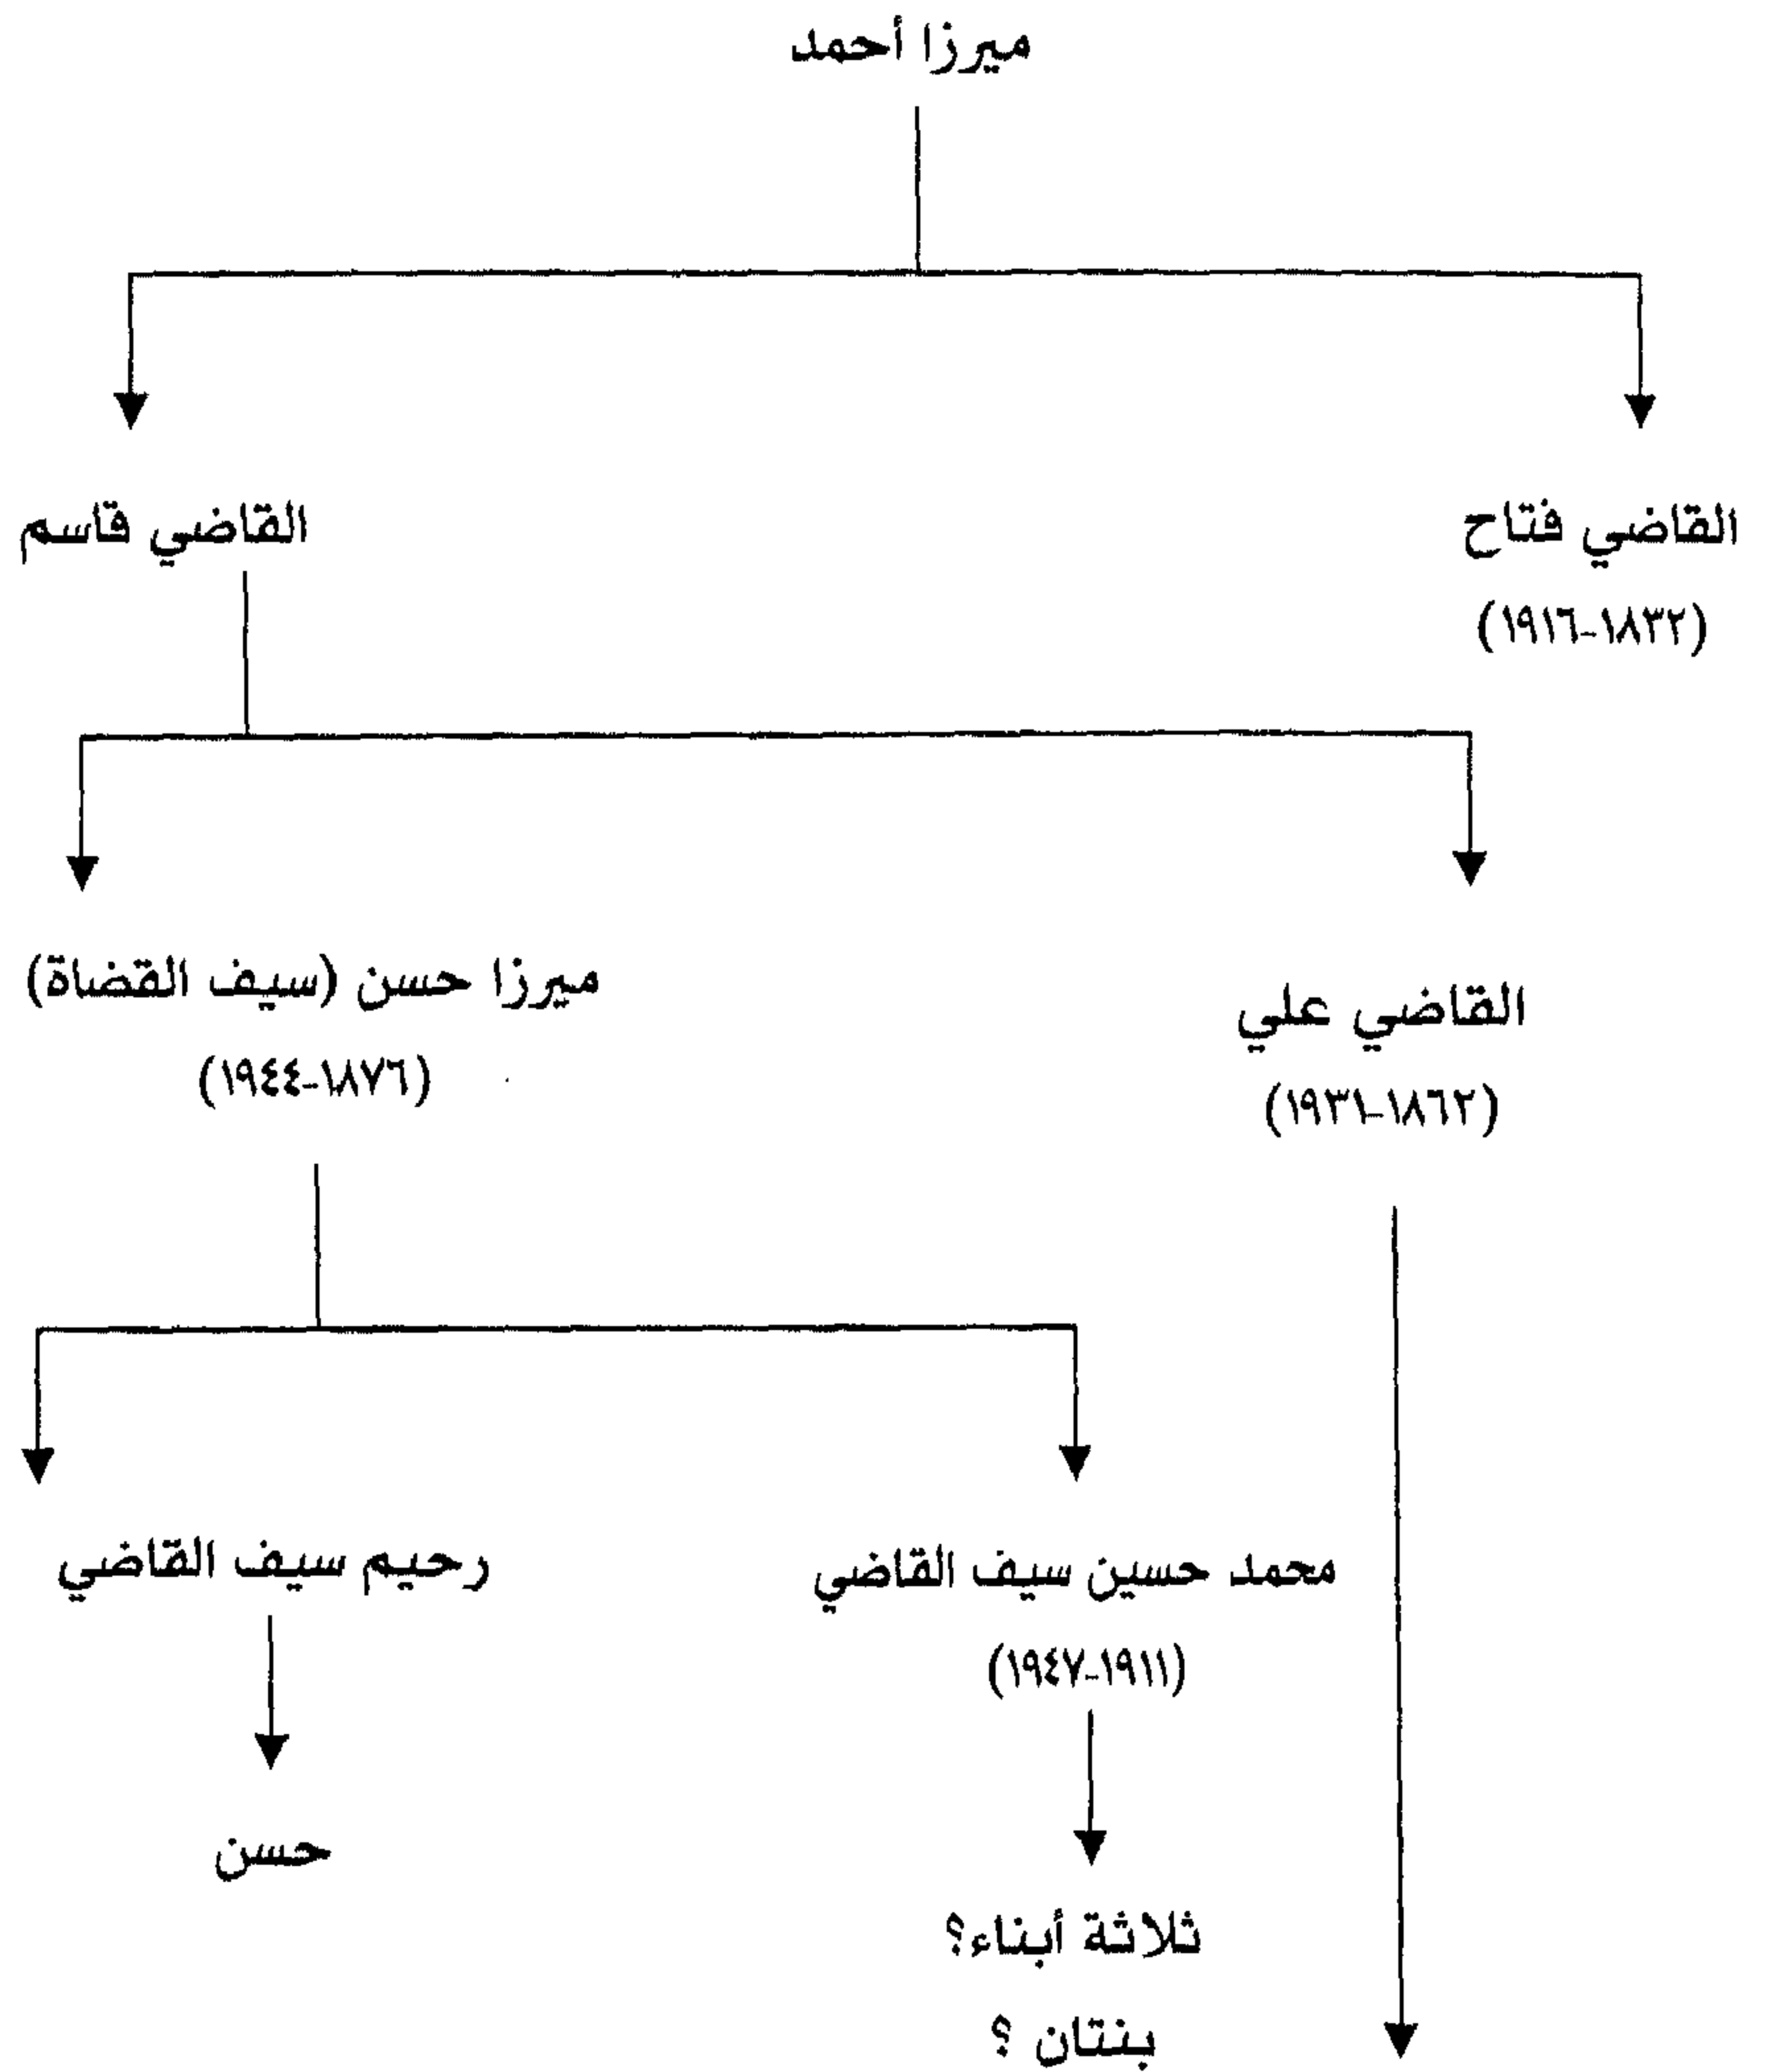 ميرزا أحمد
القاضي فتاح
(١٨٣٢-١٩١٦)
القاضي قاسم
القاضي علي
(١٨٦٢-١٩٣١)
ميرزا حسن (سيف القضاة)
(١٨٧٦-١٩٤٤)
محمد حسين سيف القاضي
(١٩١١-١٩٤٧)
رحيم سيف القاضي
حسن
ثلاثة أبناء؟
بنتان ؟